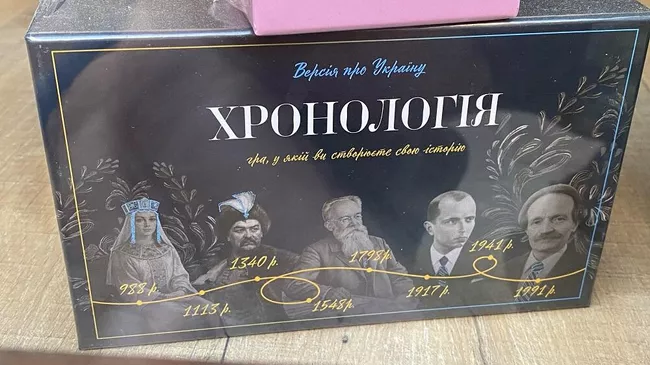 Версія про Україну
ХРОНОЛОГІЯ
гра, у якій ви створюєте свою історію
988 р.
1113 р.
1340 р.
1548 р.
1798 р.
1917 р.
1941 р.
1991 р.